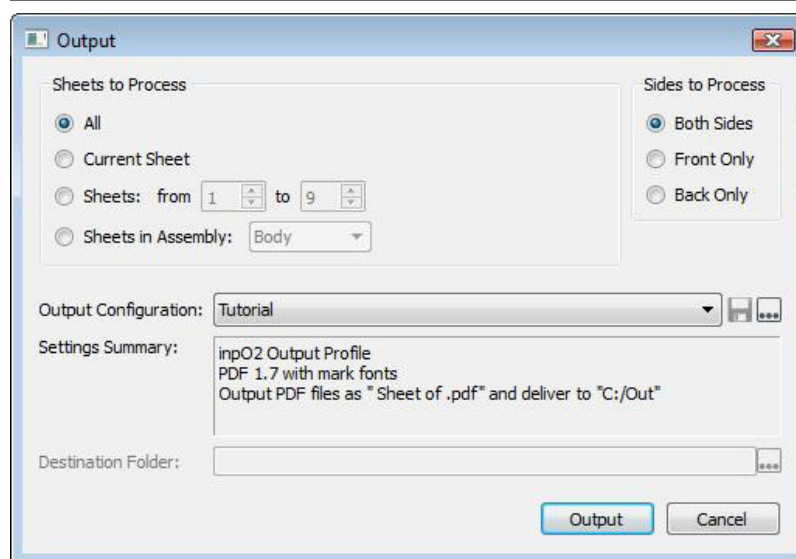 Output
Sheets to Process
All
Current Sheet
Sheets: from 1 to 9
Sheets in Assembly: Body
Sides to Process
Both Sides
Front Only
Back Only
Output Configuration: Tutorial
Settings Summary:
inpO2 Output Profile
PDF 1.7 with mark fonts
Output PDF files as " Sheet of .pdf" and deliver to "C:/Out"
Destination Folder:
Output
Cancel